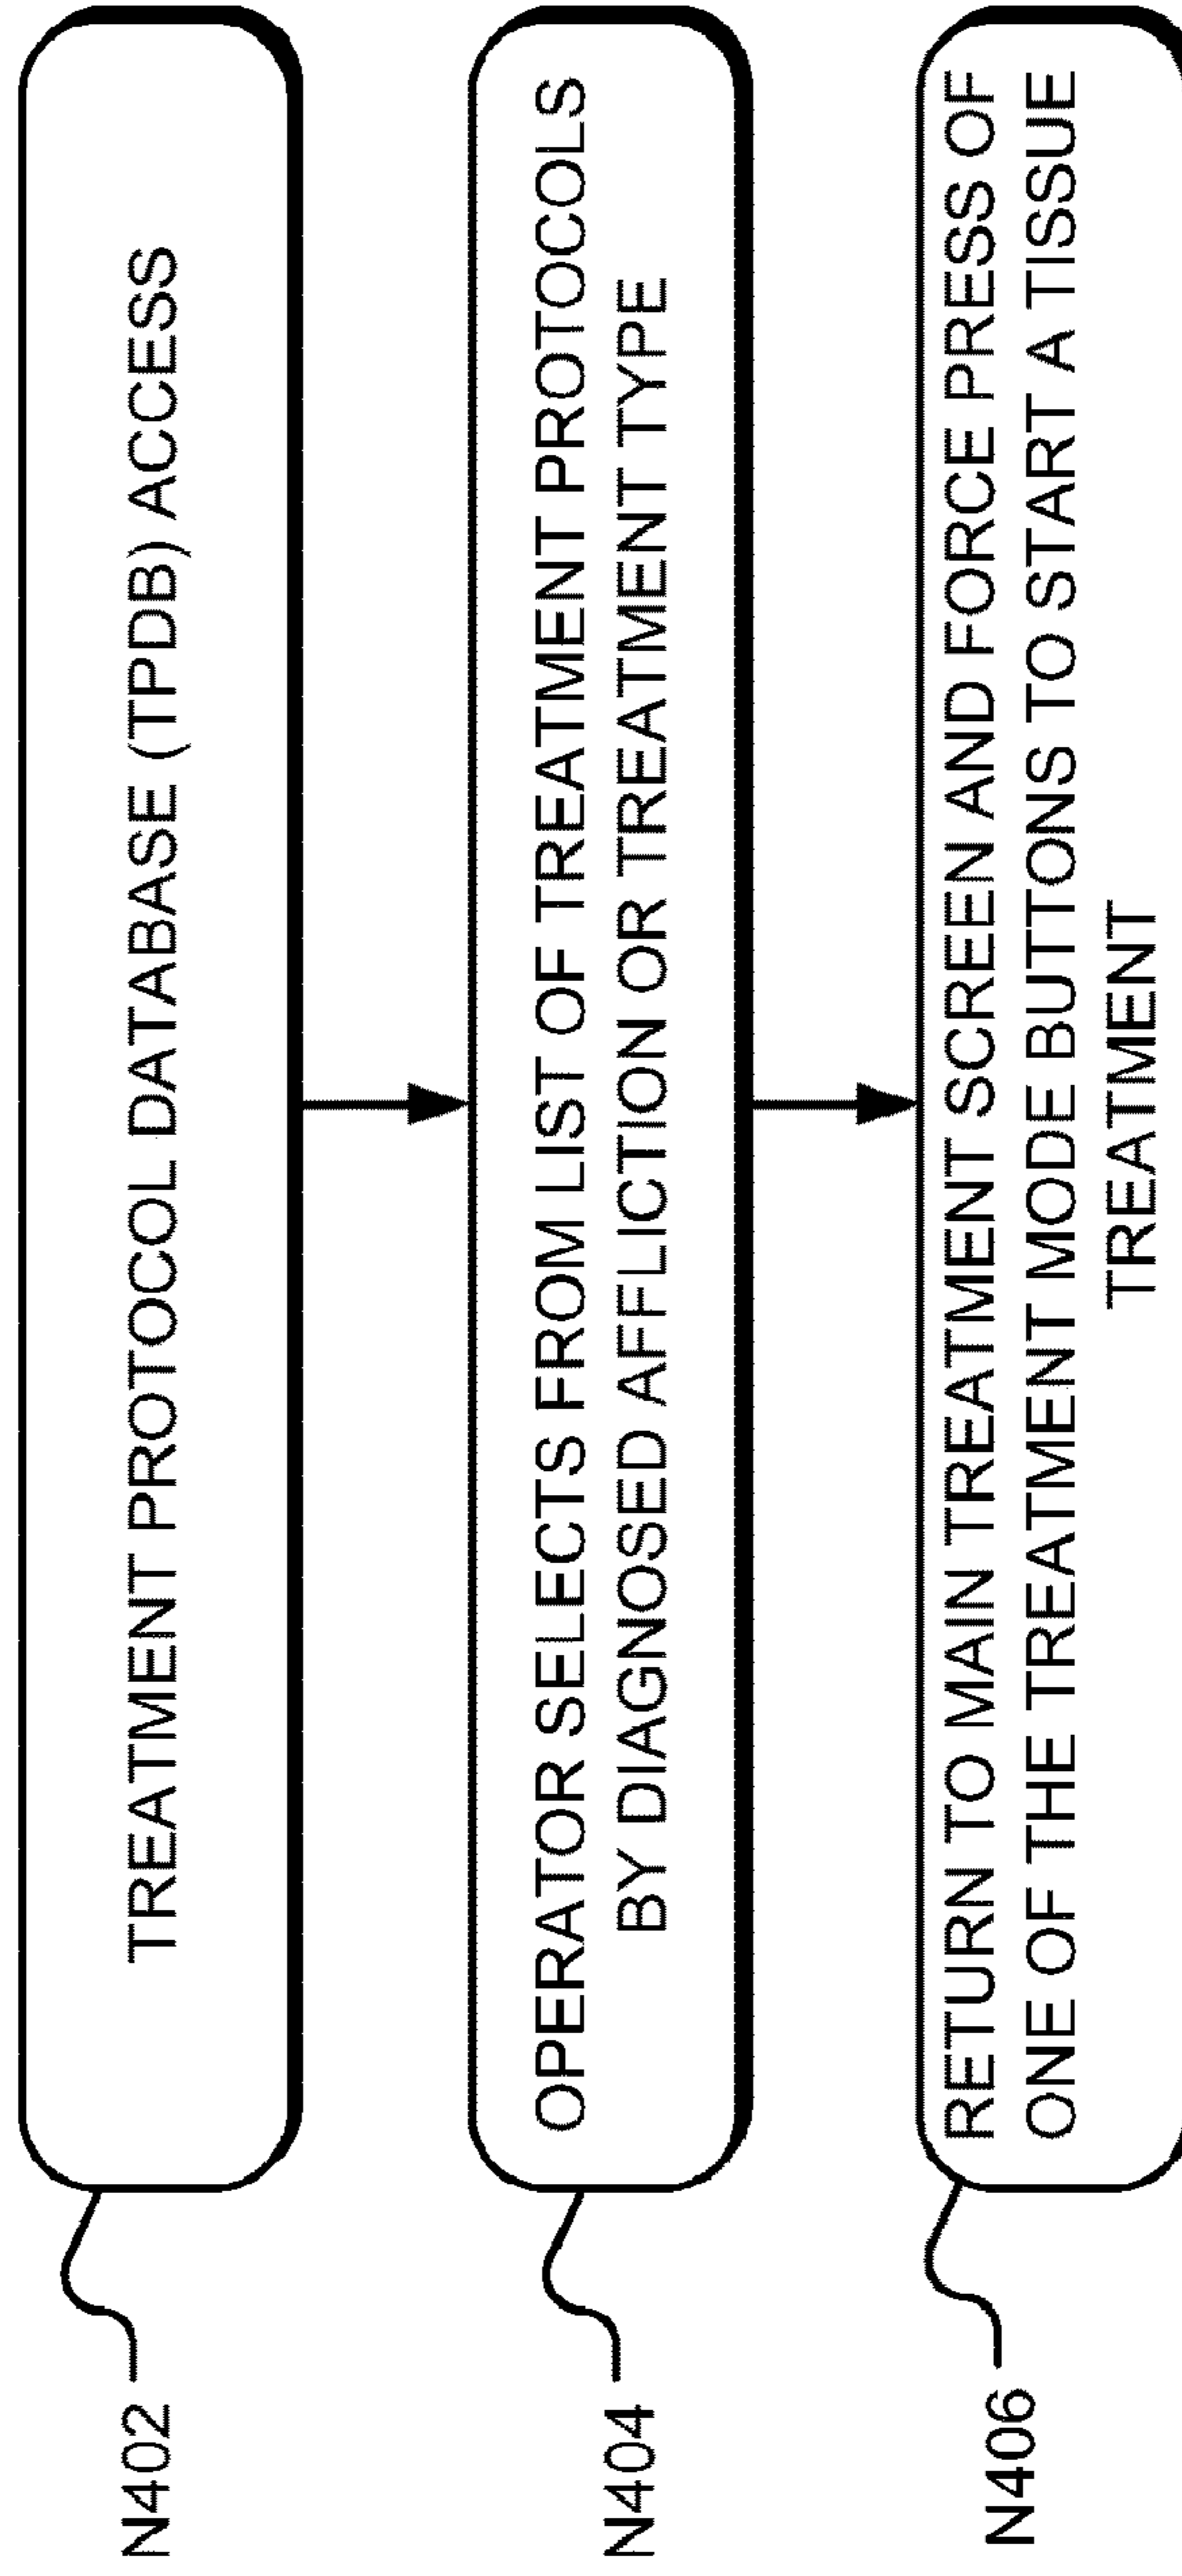 N402
TREATMENT PROTOCOL DATABASE (TPDB) ACCESS
N404
OPERATOR SELECTS FROM LIST OF TREATMENT PROTOCOLS
BY DIAGNOSED AFFLICTION OR TREATMENT TYPE
N406
RETURN TO MAIN TREATMENT SCREEN AND FORCE PRESS OF
ONE OF THE TREATMENT MODE BUTTONS TO START A TISSUE
TREATMENT